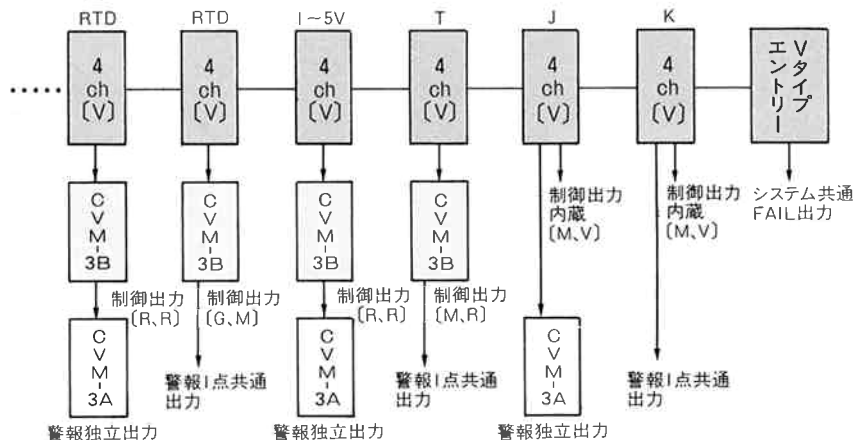 RTD
RTD
1～5V
T
J
K
4
ch
〔V〕
4
ch
〔V〕
4
ch
〔V〕
4
ch
〔V〕
4
ch
〔V〕
4
ch
〔V〕
Vタイプ
エントリー
CVM-3B
CVM-3B
CVM-3B
CVM-3B
制御出力
内蔵
〔M、V〕
制御出力
内蔵
〔M、V〕
システム共通
FAIL出力
制御出力
〔R、R〕
制御出力
〔G、M〕
制御出力
〔R、R〕
制御出力
〔M、R〕
CVM-3A
警報1点共通
出力
CVM-3A
警報1点共通
出力
CVM-3A
警報1点共通
出力
警報独立出力
警報独立出力
警報独立出力